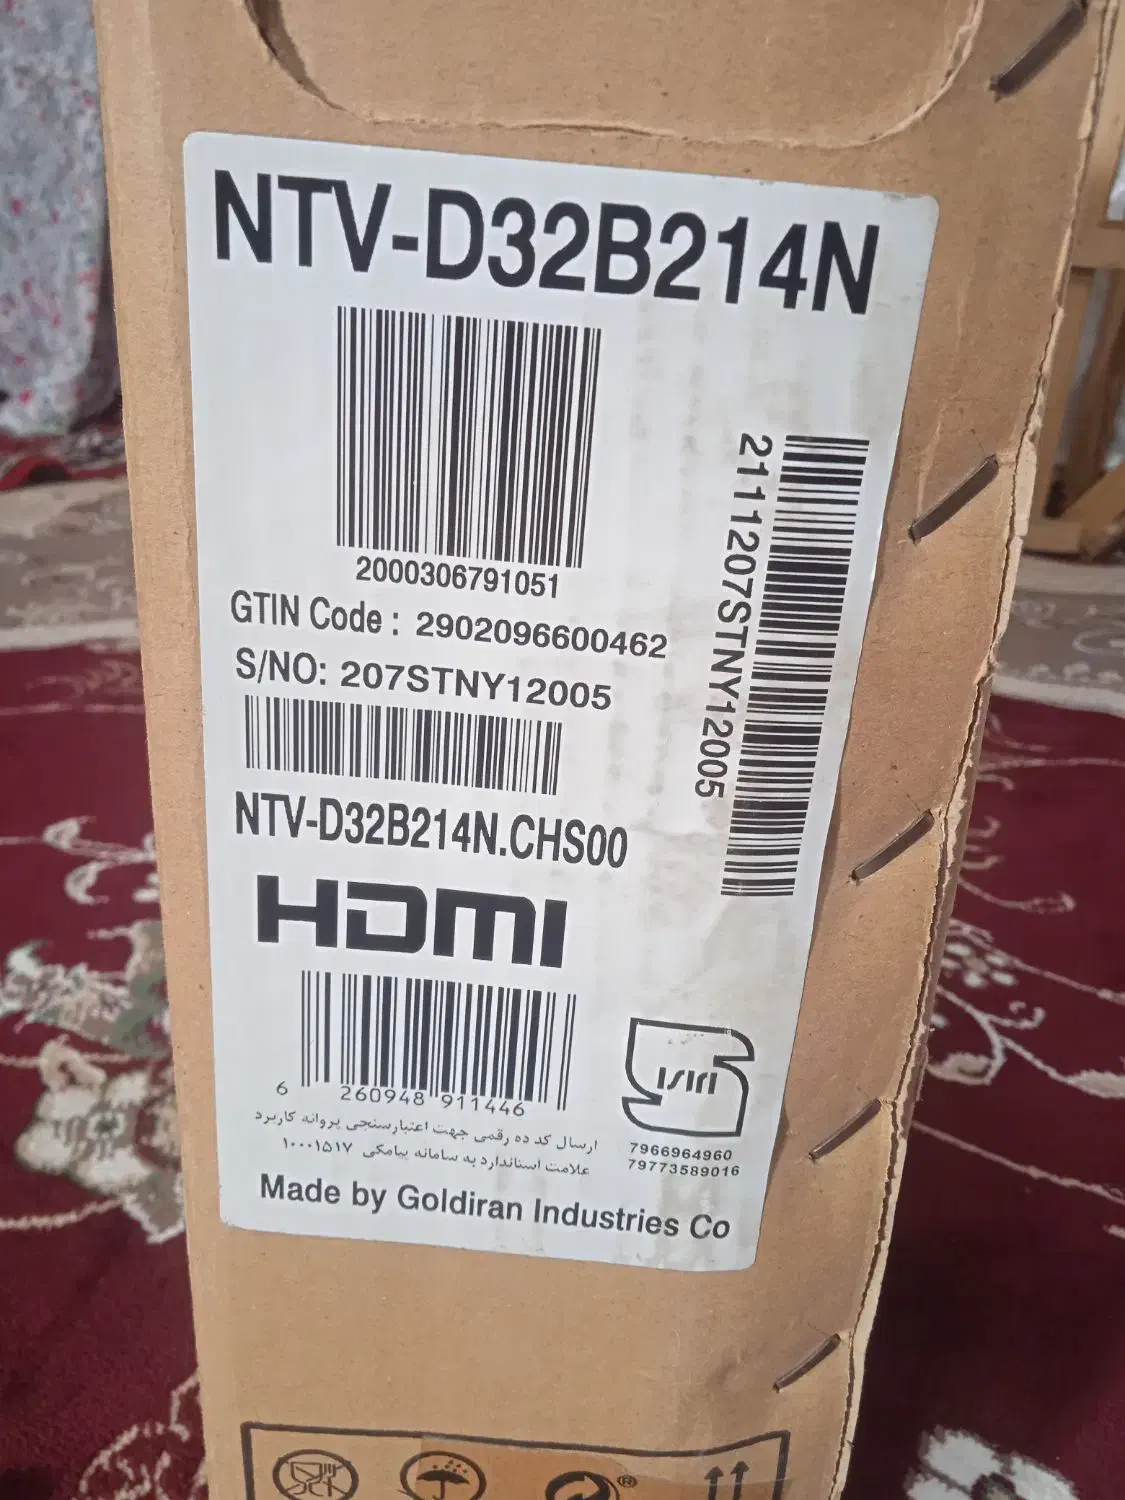 NTV-D32B214N
2000306791051
211207STNY12005
GTIN Code : 2902096600462
S/NO: 207STNY12005
NTV-D32B214N.CHS00
HDMI
6 260948 911446
ISIRI
7966964960
79773589016
ارسال کد ده رقمی جهت اعتبارسنجی پروانه کاربرد
علامت استاندارد به سامانه پیامکی ۱۰۰۰۱۵۱۷
Made by Goldiran Industries Co
®